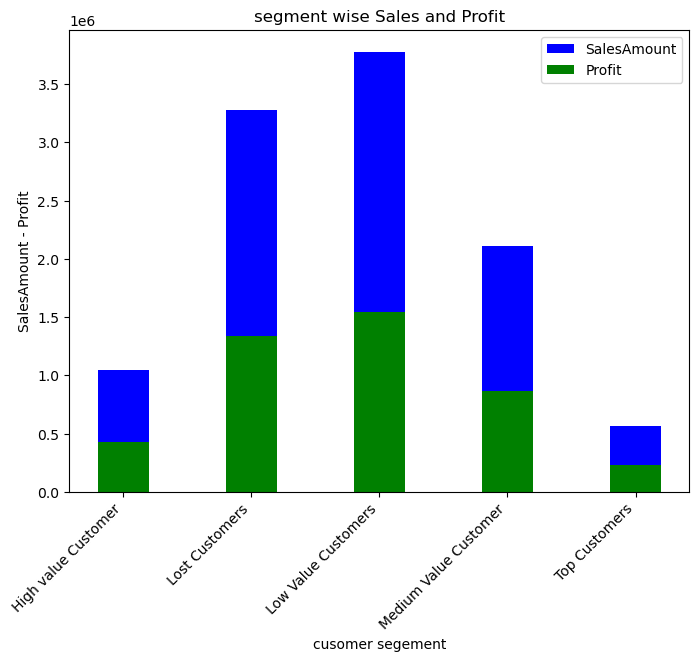 segment wise Sales and Profit
1e6
SalesAmount
Profit
SalesAmount - Profit
3.5
3.0
2.5
2.0
1.5
1.0
0.5
0.0
High value Customer
Lost Customers
Low Value Customers
Medium Value Customer
Top Customers
cusomer segement